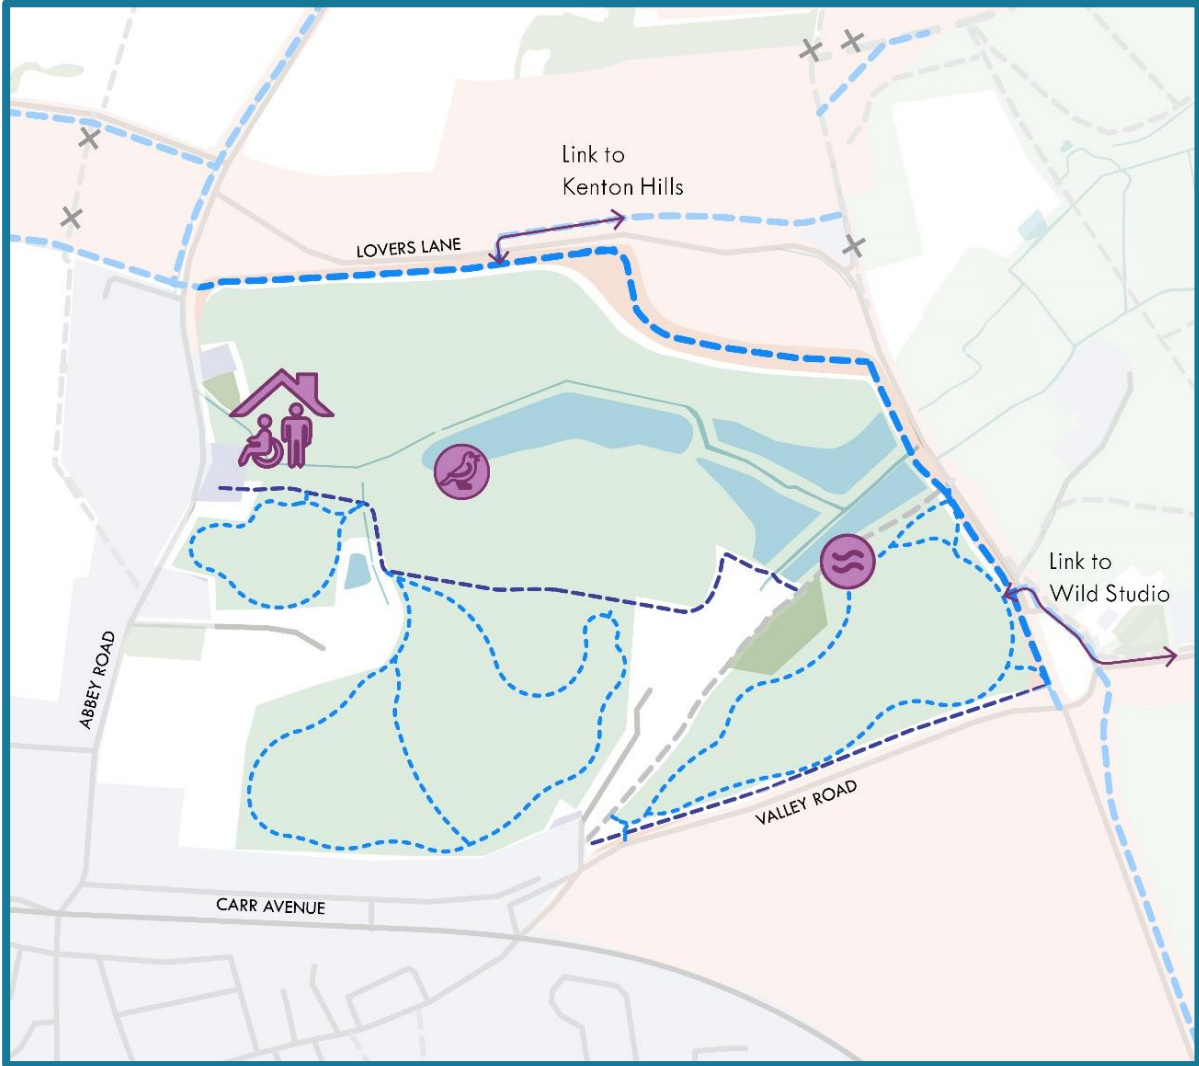 Link to
Kenton Hills
LOVERS LANE
Link to
Wild Studio
ABBEY ROAD
VALLEY ROAD
CARR AVENUE